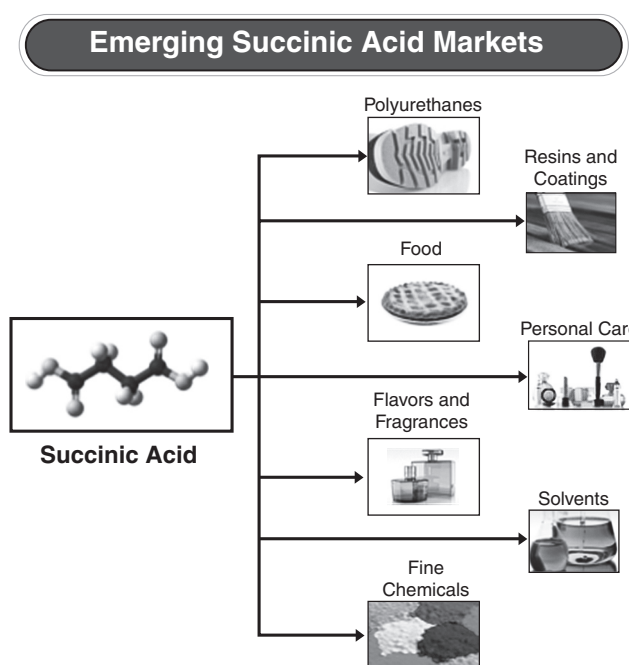 Emerging Succinic Acid Markets
Polyurethanes
Resins and
Coatings
Food
Personal Car
Succinic Acid
Flavors and
Fragrances
Solvents
Fine
Chemicals